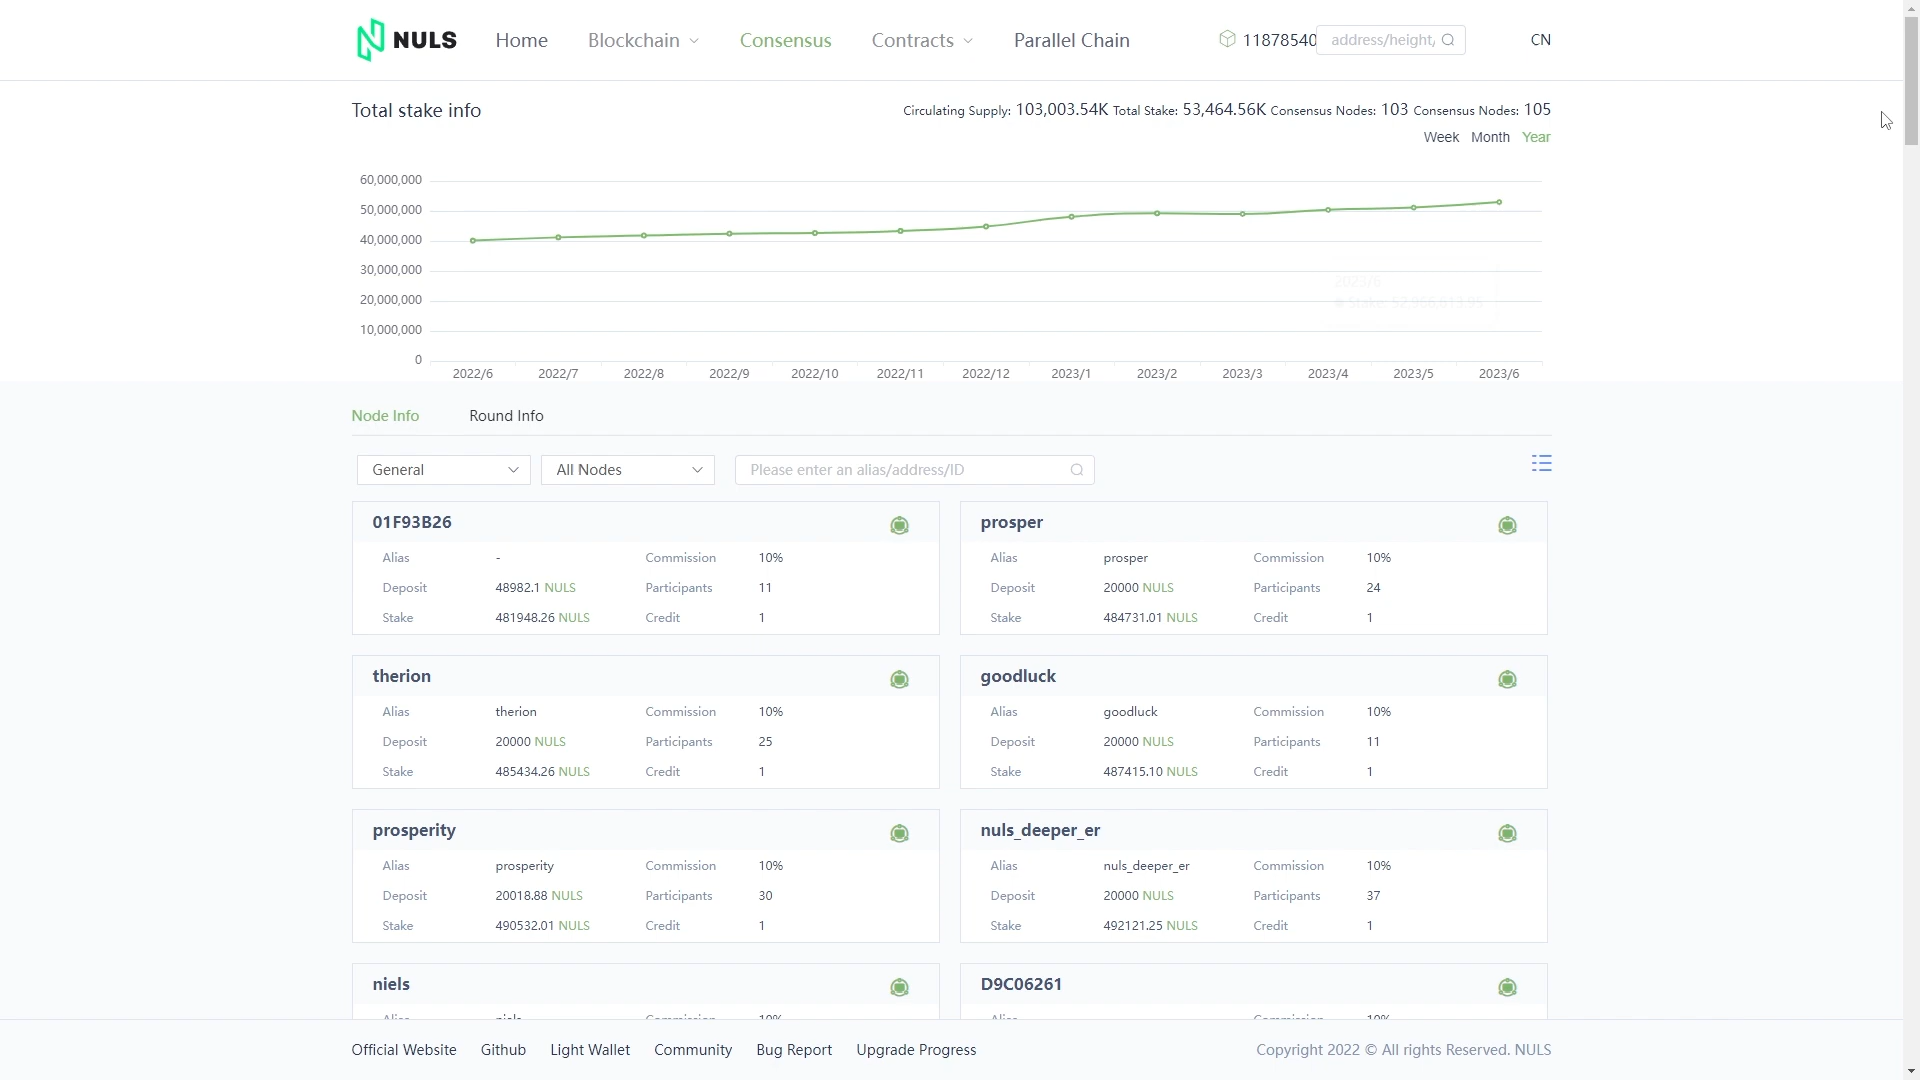 NULS Home Blockchain Consensus Contracts Parallel Chain 11878540 address/height, CN
Total stake info
Circulating Supply: 103,003.54K Total Stake: 53,464.56K Consensus Nodes: 103 Consensus Nodes: 105
Week Month Year
60,000,000
50,000,000
40,000,000
30,000,000
20,000,000
10,000,000
0
2022/6 2022/7 2022/8 2022/9 2022/10 2022/11 2022/12 2023/1 2023/2 2023/3 2023/4 2023/5 2023/6
2023/6
Node Info Round Info
General All Nodes Please enter an alias/address/ID
01F93B26
Alias - Commission 10%
Deposit 48982.1 NULS Participants 11
Stake 481948.26 NULS Credit 1
prosper
Alias prosper Commission 10%
Deposit 20000 NULS Participants 24
Stake 484731.01 NULS Credit 1
therion
Alias therion Commission 10%
Deposit 20000 NULS Participants 25
Stake 485434.26 NULS Credit 1
goodluck
Alias goodluck Commission 10%
Deposit 20000 NULS Participants 11
Stake 487415.10 NULS Credit 1
prosperity
Alias prosperity Commission 10%
Deposit 20018.88 NULS Participants 30
Stake 490532.01 NULS Credit 1
nuls_deeper_er
Alias nuls_deeper_er Commission 10%
Deposit 20000 NULS Participants 37
Stake 492121.25 NULS Credit 1
niels
Alias niels Commission 10%
D9C06261
Alias Commission 10%
Official Website Github Light Wallet Community Bug Report Upgrade Progress Copyright 2022 © All rights Reserved. NULS